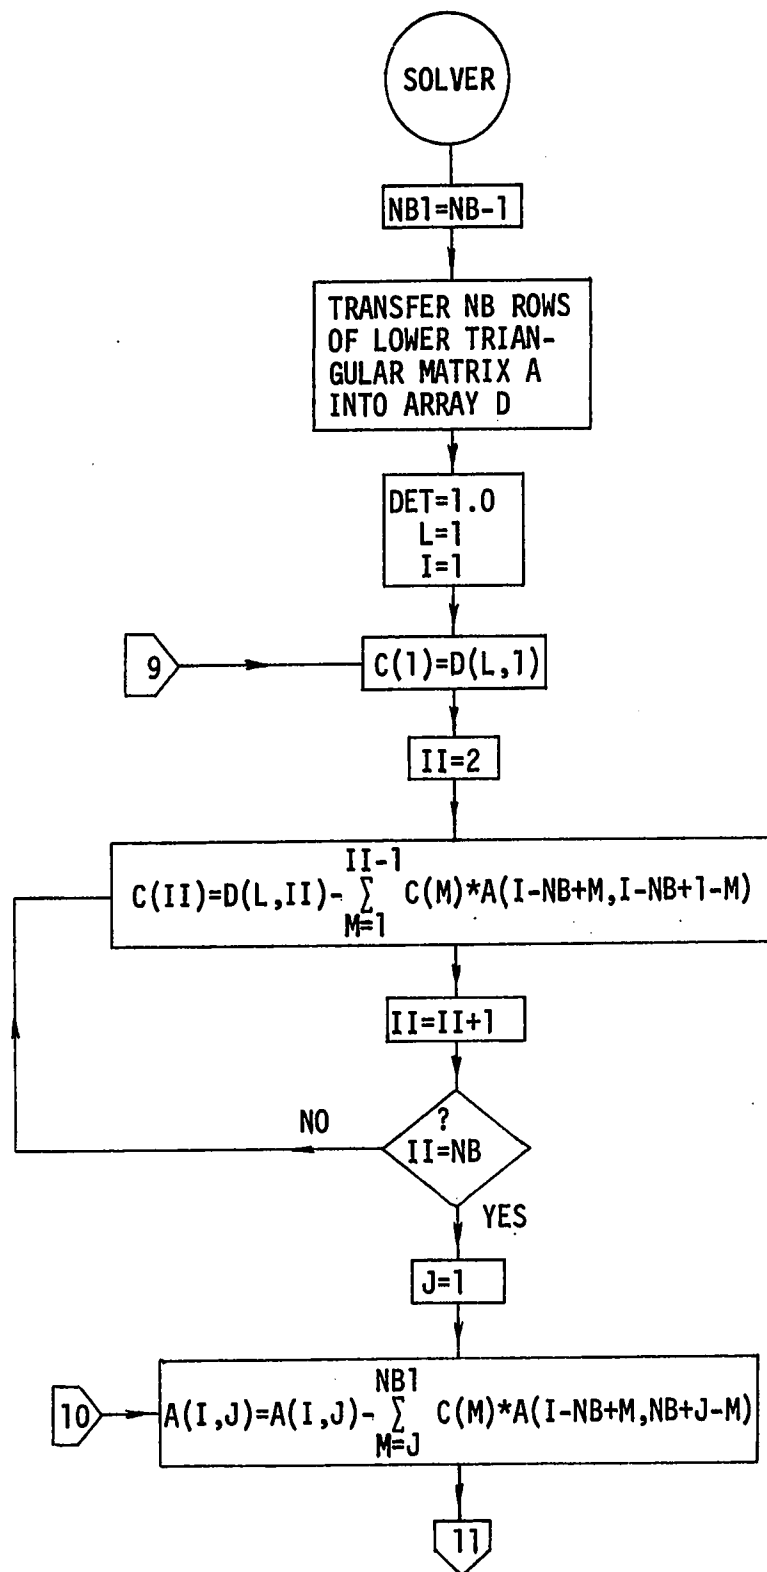 SOLVER
NB1=NB-1
TRANSFER NB ROWS
OF LOWER TRIAN-
GULAR MATRIX A
INTO ARRAY D
DET=1.0
L=1
I=1
9
C(1)=D(L,1)
II=2
II-1
C(II)=D(L,II)-∑ C(M)*A(I-NB+M,I-NB+1-M)
M=1
II=II+1
NO
?
II=NB
YES
J=1
NB1
10
A(I,J)=A(I,J)-∑ C(M)*A(I-NB+M,NB+J-M)
M=J
11